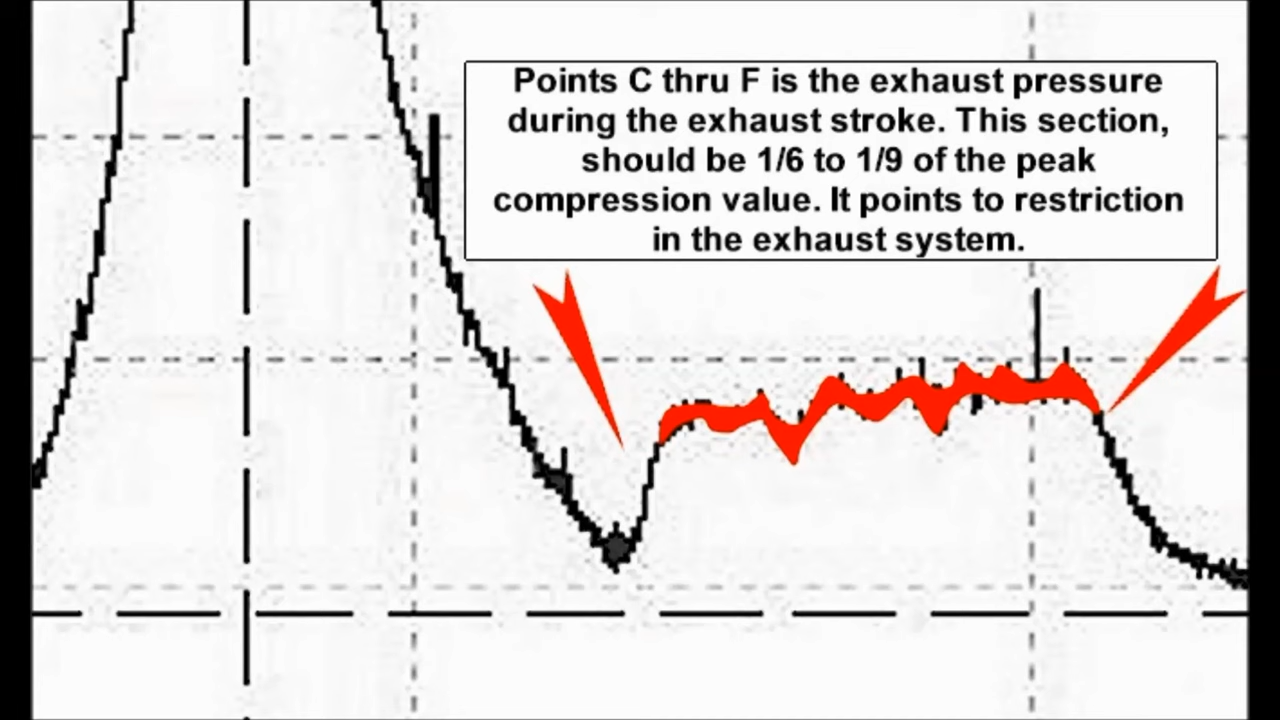 Points C thru F is the exhaust pressure
during the exhaust stroke. This section,
should be 1/6 to 1/9 of the peak
compression value. It points to restriction
in the exhaust system.